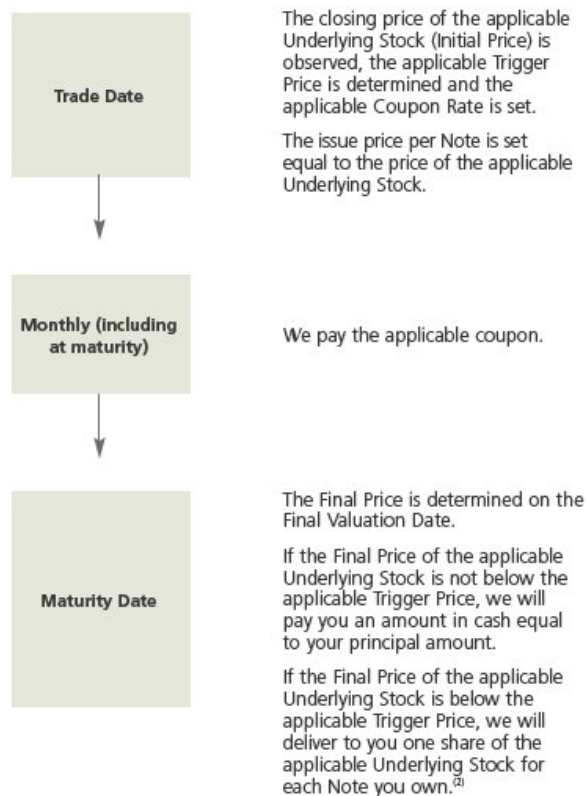 Trade Date
The closing price of the applicable
Underlying Stock (Initial Price) is
observed, the applicable Trigger
Price is determined and the
applicable Coupon Rate is set.
The issue price per Note is set
equal to the price of the applicable
Underlying Stock.
Monthly (including
at maturity)
We pay the applicable coupon.
Maturity Date
The Final Price is determined on the
Final Valuation Date.
If the Final Price of the applicable
Underlying Stock is not below the
applicable Trigger Price, we will
pay you an amount in cash equal
to your principal amount.
If the Final Price of the applicable
Underlying Stock is below the
applicable Trigger Price, we will
deliver to you one share of the
applicable Underlying Stock for
each Note you own.(2)